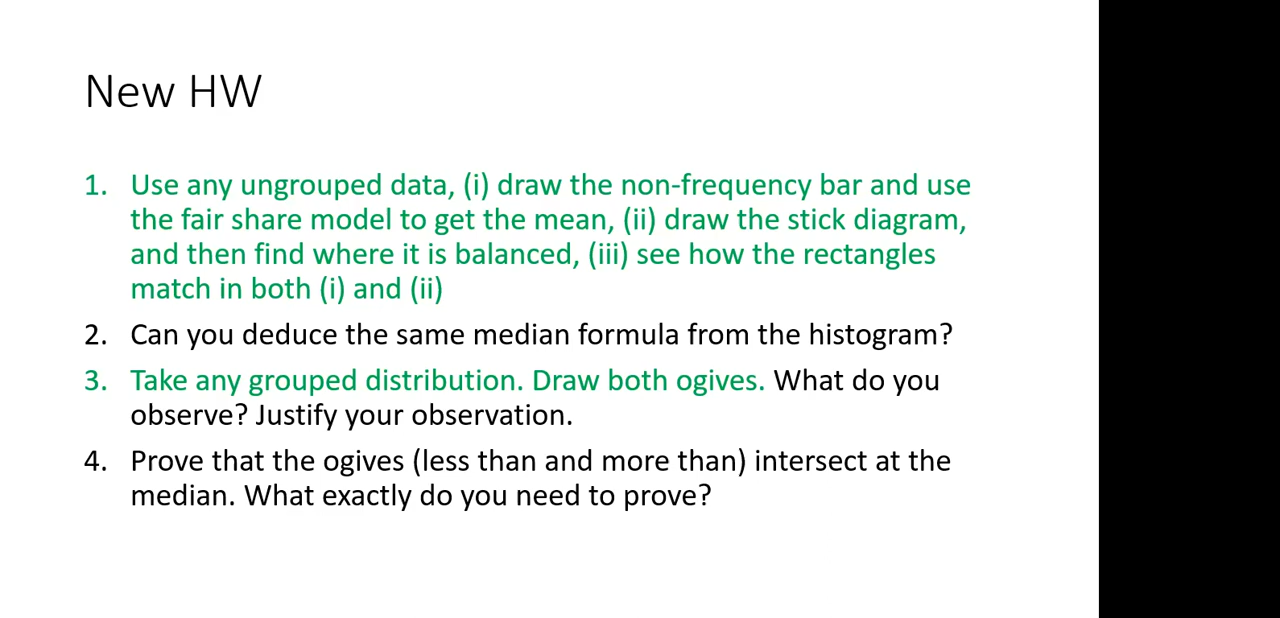 New HW
1. Use any ungrouped data, (i) draw the non-frequency bar and use
the fair share model to get the mean, (ii) draw the stick diagram,
and then find where it is balanced, (iii) see how the rectangles
match in both (i) and (ii)
2. Can you deduce the same median formula from the histogram?
3. Take any grouped distribution. Draw both ogives. What do you
observe? Justify your observation.
4. Prove that the ogives (less than and more than) intersect at the
median. What exactly do you need to prove?